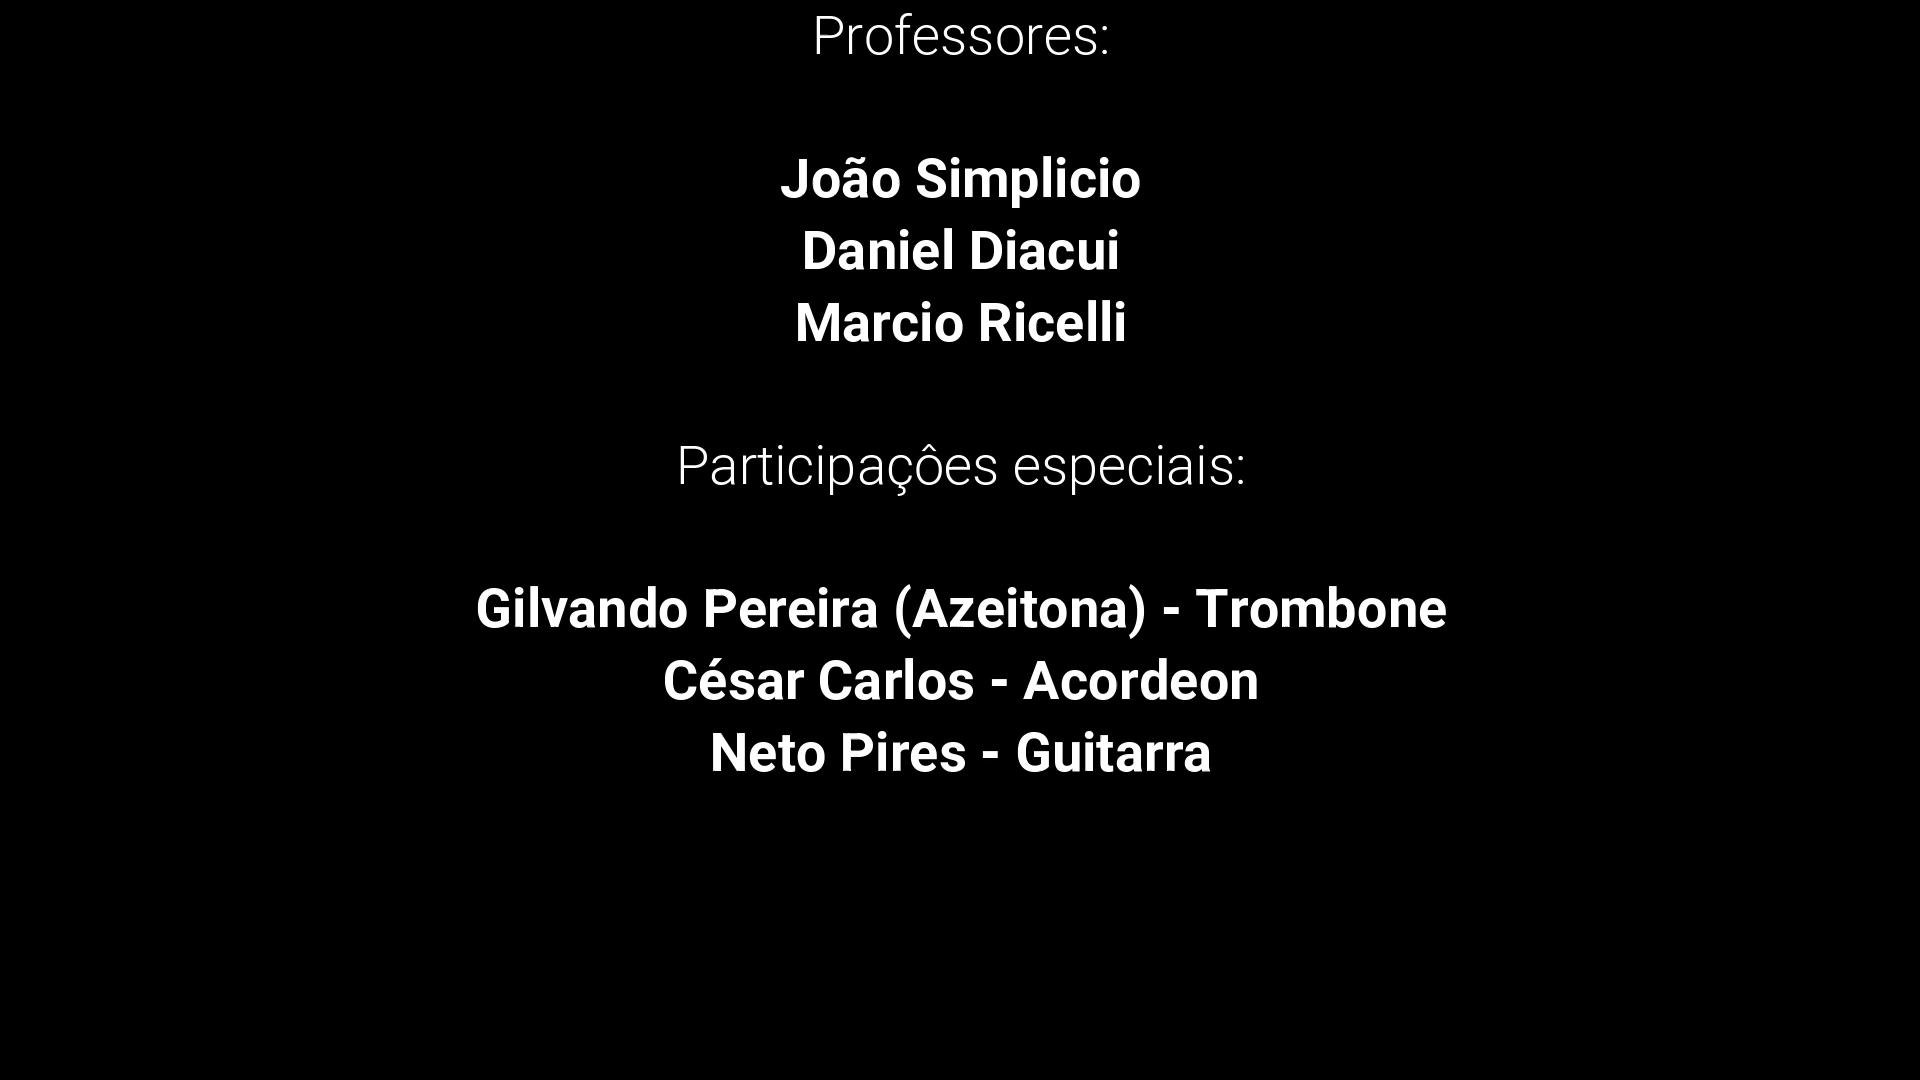 Professores:
João Simplicio
Daniel Diacui
Marcio Ricelli
Participaçôes especiais:
Gilvando Pereira (Azeitona) - Trombone
César Carlos - Acordeon
Neto Pires - Guitarra